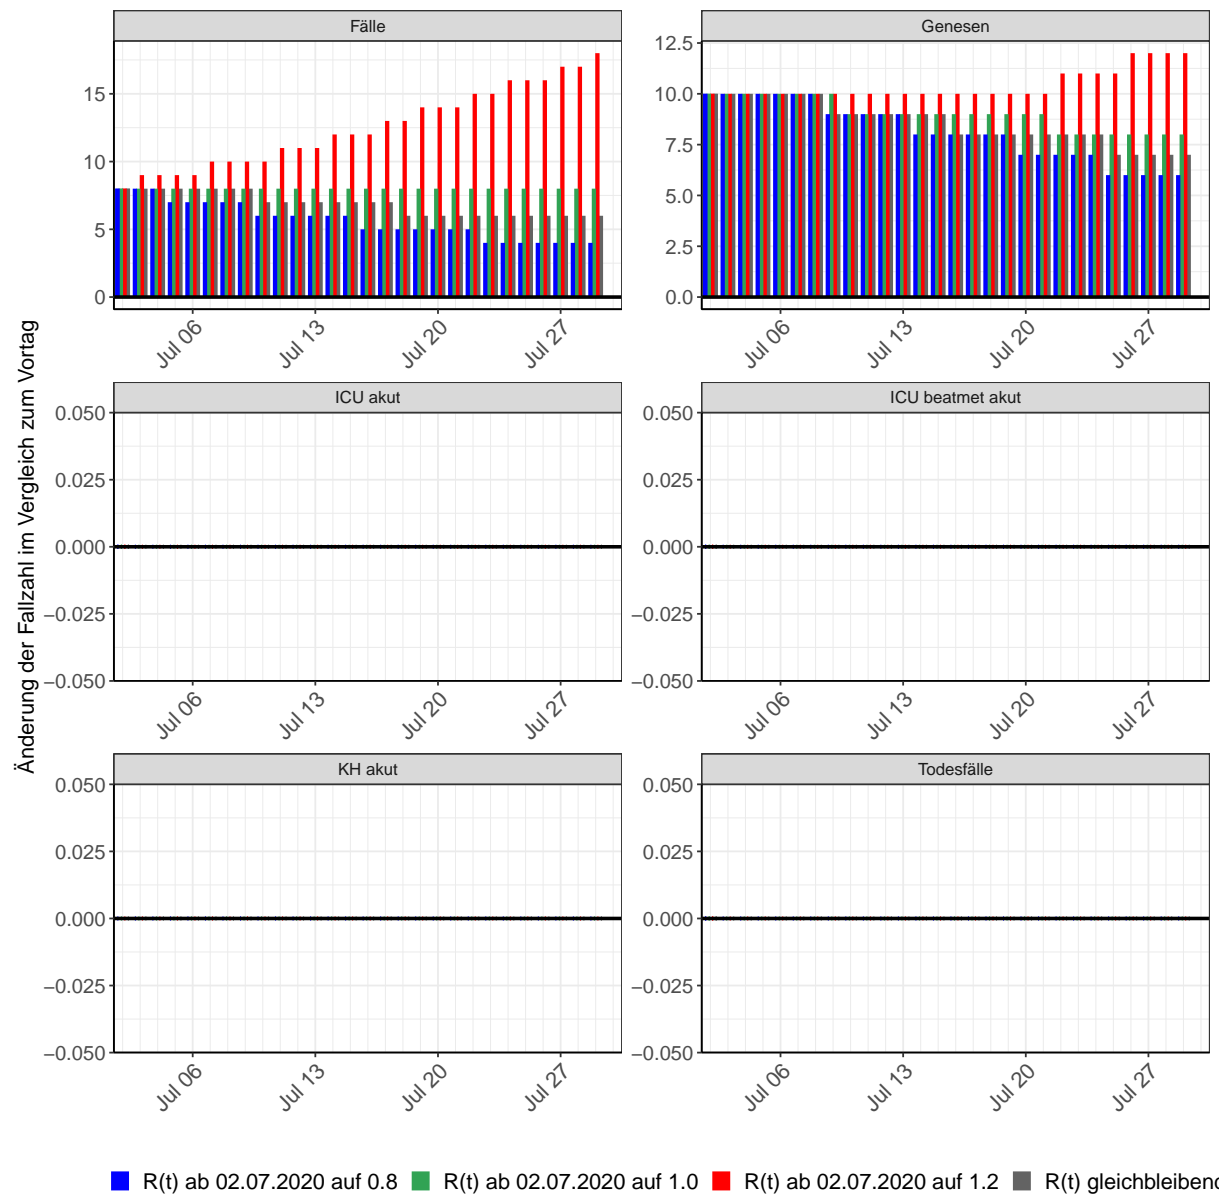 Fälle
Genesen
15
10
5
0
12.5
10.0
7.5
5.0
2.5
0.0
Jul 06
Jul 13
Jul 20
Jul 27
Jul 06
Jul 13
Jul 20
Jul 27
Änderung der Fallzahl im Vergleich zum Vortag
ICU akut
ICU beatmet akut
0.050
0.025
0.000
−0.025
−0.050
0.050
0.025
0.000
−0.025
−0.050
Jul 06
Jul 13
Jul 20
Jul 27
Jul 06
Jul 13
Jul 20
Jul 27
KH akut
Todesfälle
0.050
0.025
0.000
−0.025
−0.050
0.050
0.025
0.000
−0.025
−0.050
Jul 06
Jul 13
Jul 20
Jul 27
Jul 06
Jul 13
Jul 20
Jul 27
R(t) ab 02.07.2020 auf 0.8
R(t) ab 02.07.2020 auf 1.0
R(t) ab 02.07.2020 auf 1.2
R(t) gleichbleibend